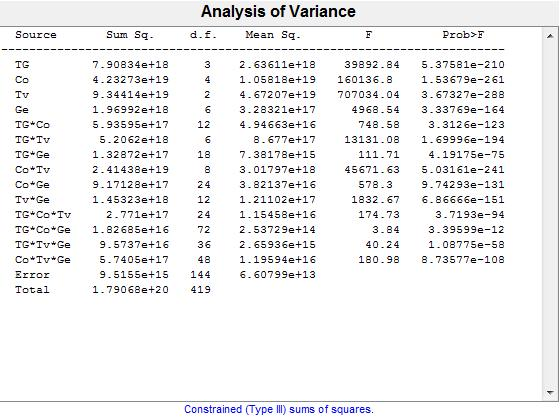 Analysis of Variance
Source Sum Sq. d.f. Mean Sq. F Prob>F
TG 7.90834e+18 3 2.63611e+18 39892.84 5.37581e-210
Co 4.23273e+19 4 1.05818e+19 160136.8 1.53679e-261
Tv 9.34414e+19 2 4.67207e+19 707034.04 3.67327e-288
Ge 1.96992e+18 6 3.28321e+17 4968.54 3.33769e-164
TG*Co 5.93595e+17 12 4.94663e+16 748.58 3.3126e-123
TG*Tv 5.2062e+18 6 8.677e+17 13131.08 1.69996e-194
TG*Ge 1.32872e+17 18 7.38178e+15 111.71 4.19175e-75
Co*Tv 2.41438e+19 8 3.01797e+18 45671.63 5.03161e-241
Co*Ge 9.17128e+17 24 3.82137e+16 578.3 9.74293e-131
Tv*Ge 1.45323e+18 12 1.21102e+17 1832.67 6.86666e-151
TG*Co*Tv 2.771e+17 24 1.15458e+16 174.73 3.7193e-94
TG*Co*Ge 1.82685e+16 72 2.53729e+14 3.84 3.39599e-12
TG*Tv*Ge 9.5737e+16 36 2.65935e+15 40.24 1.08775e-58
Co*Tv*Ge 5.7405e+17 48 1.19594e+16 180.98 8.73577e-108
Error 9.5155e+15 144 6.60799e+13
Total 1.79068e+20 419
Constrained (Type III) sums of squares.